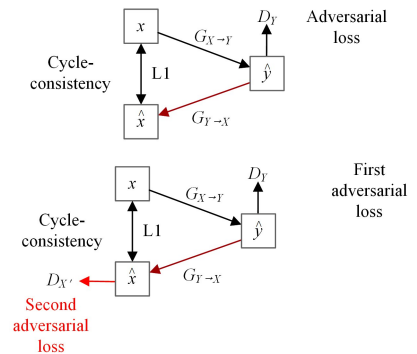 x
G_{X→Y}
D_Y
Adversarial
loss
Cycle-
consistency
L1
ŷ
x̂
G_{Y→X}
x
G_{X→Y}
D_Y
First
adversarial
loss
Cycle-
consistency
L1
ŷ
x̂
G_{Y→X}
D_{X'}
Second
adversarial
loss